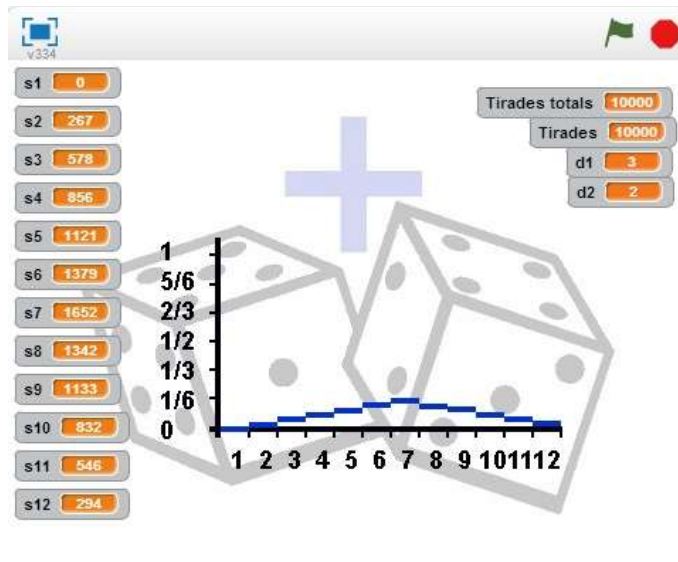 v334
s1 0
s2 267
s3 578
s4 856
s5 1121
s6 1379
s7 1652
s8 1342
s9 1133
s10 832
s11 546
s12 294
Tirades totals 10000
Tirades 10000
d1 3
d2 2
1
5/6
2/3
1/2
1/3
1/6
0
1 2 3 4 5 6 7 8 9 10 11 12